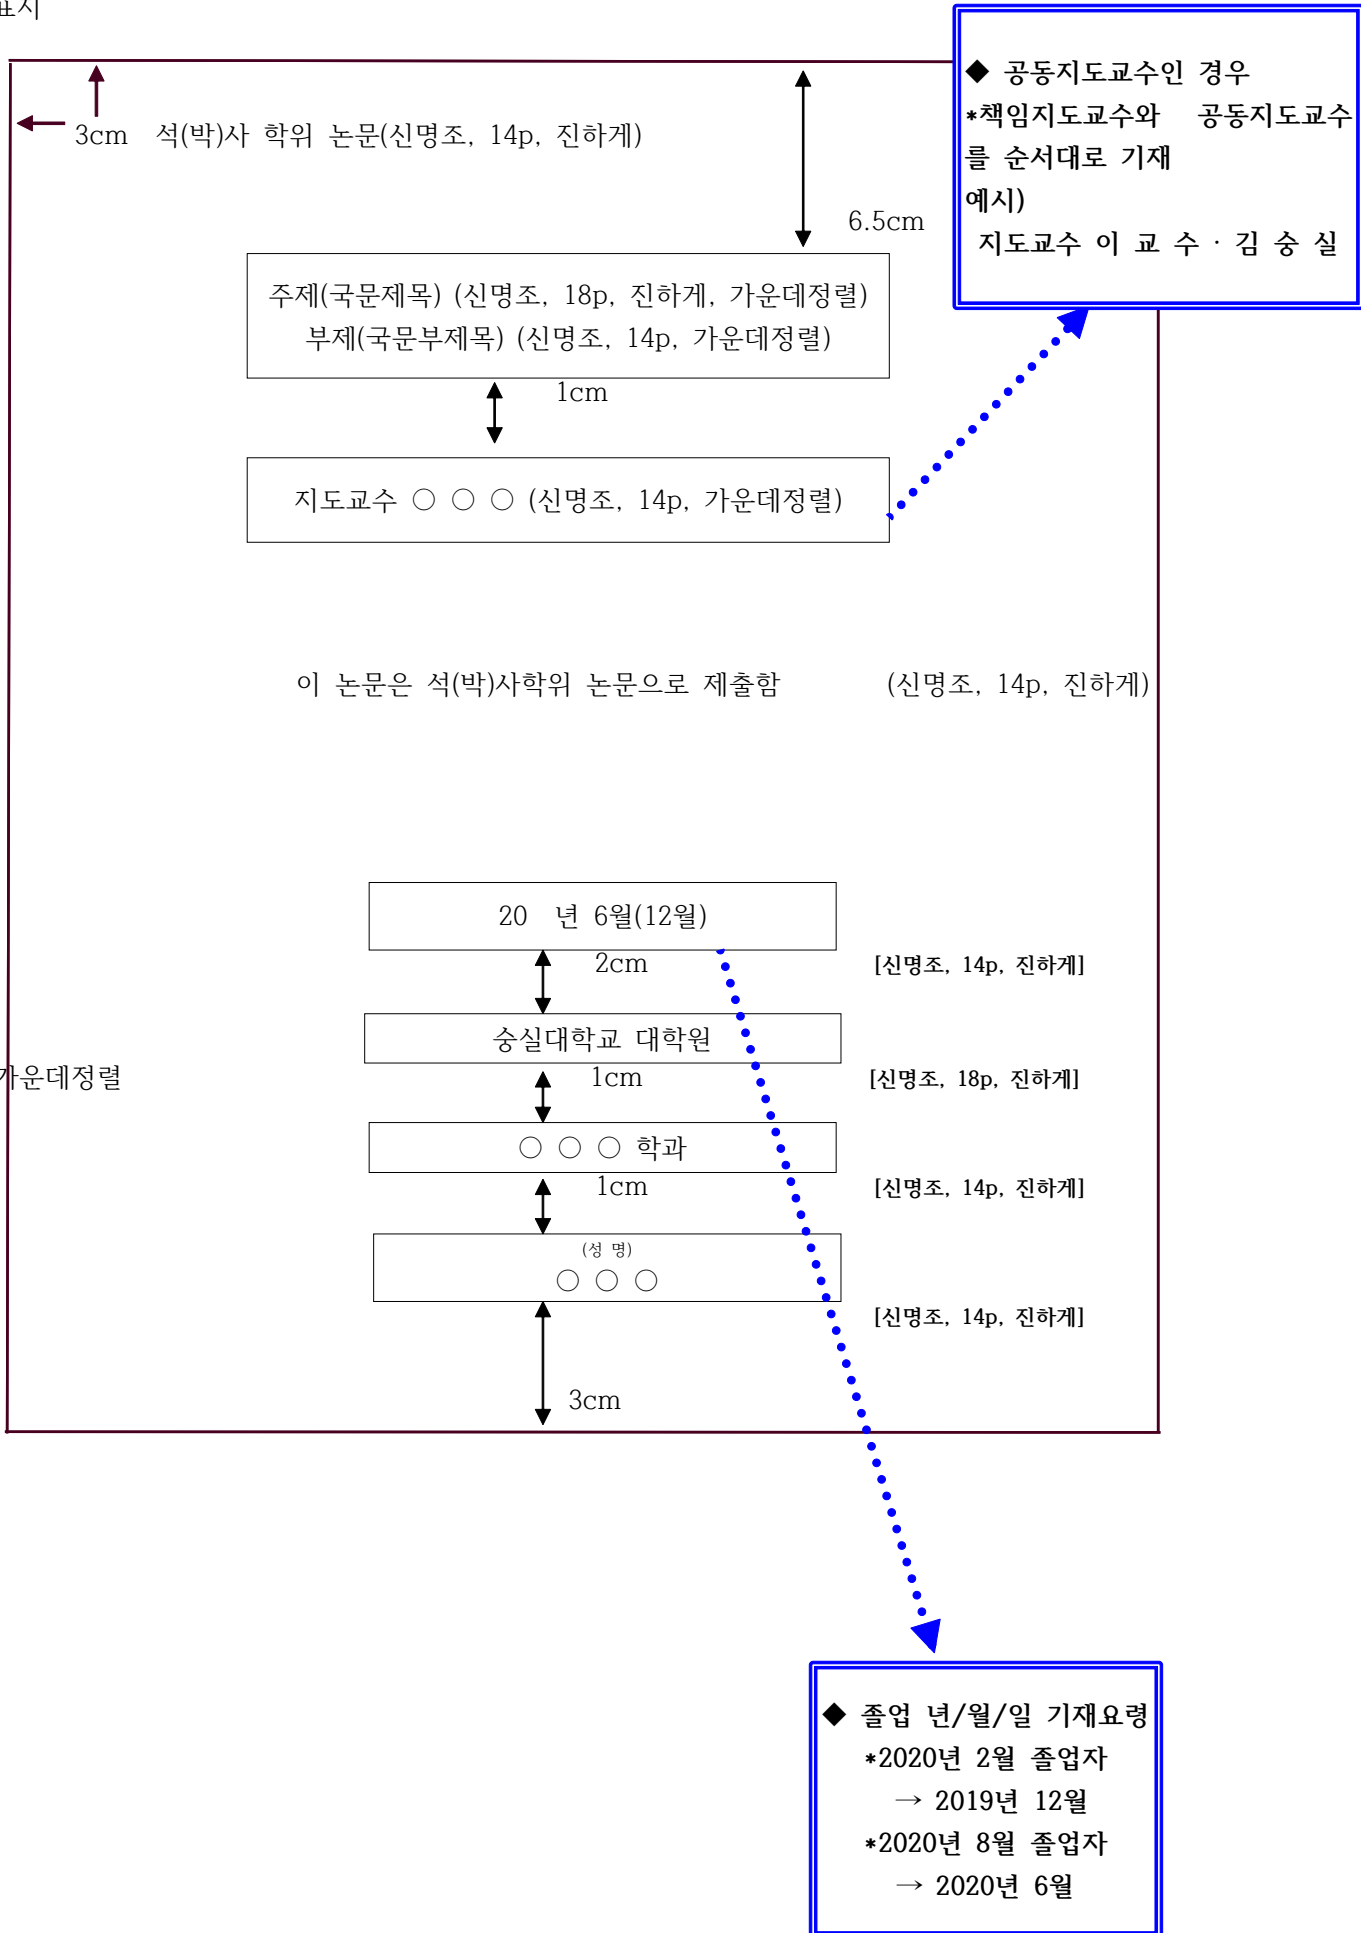 표지
◆ 공동지도교수인 경우
*책임지도교수와 공동지도교수
를 순서대로 기재
예시)
지도교수 이 교 수 · 김 숭 실
3cm 석(박)사 학위 논문(신명조, 14p, 진하게)
6.5cm
주제(국문제목) (신명조, 18p, 진하게, 가운데정렬)
부제(국문부제목) (신명조, 14p, 가운데정렬)
1cm
지도교수 ○ ○ ○ (신명조, 14p, 가운데정렬)
이 논문은 석(박)사학위 논문으로 제출함 (신명조, 14p, 진하게)
20 년 6월(12월)
2cm [신명조, 14p, 진하게]
숭실대학교 대학원
가운데정렬 1cm [신명조, 18p, 진하게]
○ ○ ○ 학과
1cm [신명조, 14p, 진하게]
(성 명)
○ ○ ○
[신명조, 14p, 진하게]
3cm
◆ 졸업 년/월/일 기재요령
*2020년 2월 졸업자
→ 2019년 12월
*2020년 8월 졸업자
→ 2020년 6월